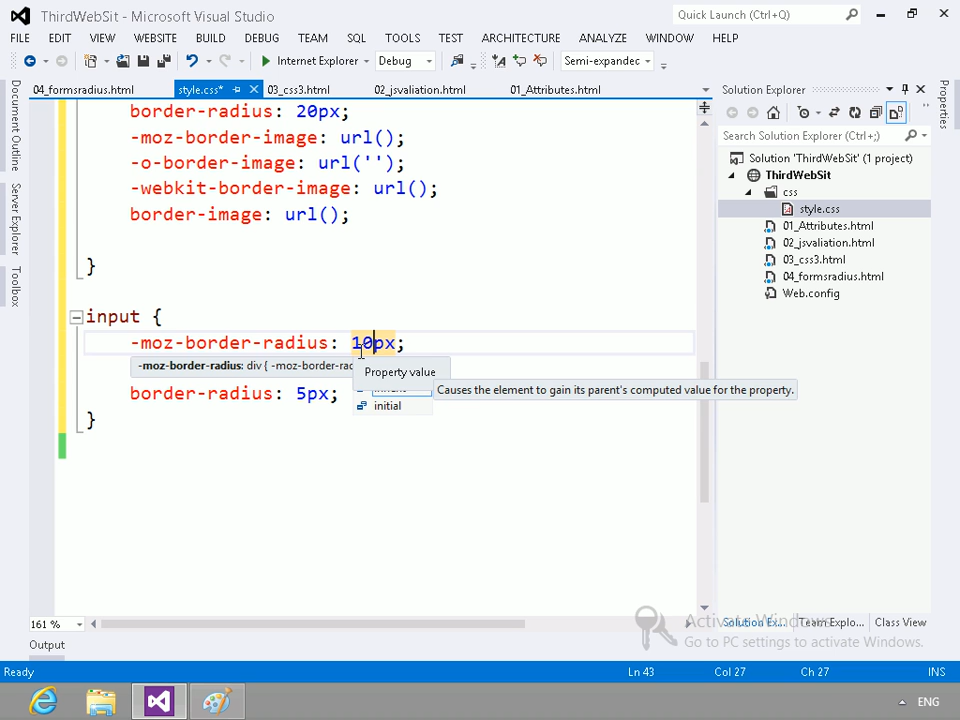 ThirdWebSit - Microsoft Visual Studio
Quick Launch (Ctrl+Q)
FILE EDIT VIEW WEBSITE BUILD DEBUG TEAM SQL TOOLS TEST ARCHITECTURE ANALYZE WINDOW HELP
Internet Explorer Debug Semi-expandec
04_formsradius.html style.css* 03_css3.html 02_jsvaliation.html 01_Attributes.html
Document Outline
Server Explorer
Toolbox
border-radius: 20px;
-moz-border-image: url();
-o-border-image: url('');
-webkit-border-image: url();
border-image: url();
}
input {
-moz-border-radius: 10px;
-moz-border-radius: div { -moz-border-rac
Property value
border-radius: 5px;
inherit
Causes the element to gain its parent's computed value for the property.
initial
}
Solution Explorer
Search Solution Explorer (Ctrl+;)
Solution 'ThirdWebSit' (1 project)
ThirdWebSit
css
style.css
01_Attributes.html
02_jsvaliation.html
03_css3.html
04_formsradius.html
Web.config
Properties
161 %
Solution Ex... Team Explo... Class View
Activate Windows
Go to PC settings to activate Windows.
Output
Ready Ln 43 Col 27 Ch 27 INS
ENG